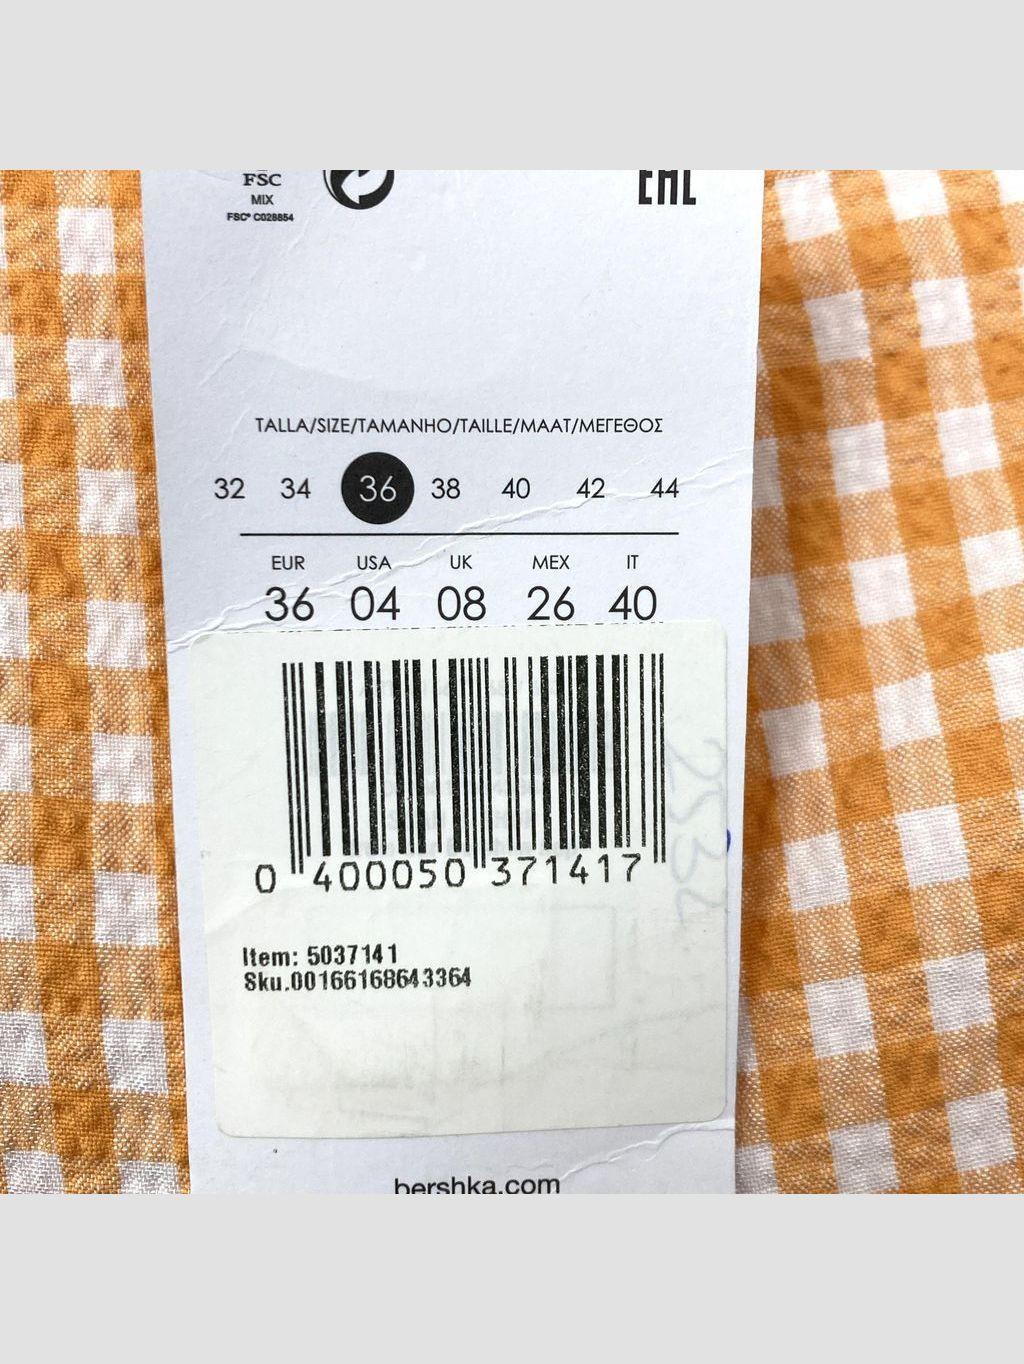 FSC
MIX
FSC® C028854
EAC
TALLA/SIZE/TAMANHO/TAILLE/MAAT/ΜΕΓΕΘΟΣ
32 34 36 38 40 42 44
EUR USA UK MEX IT
36 04 08 26 40
0 400050 371417
Item: 5037141
Sku.00166168643364
bershka.com